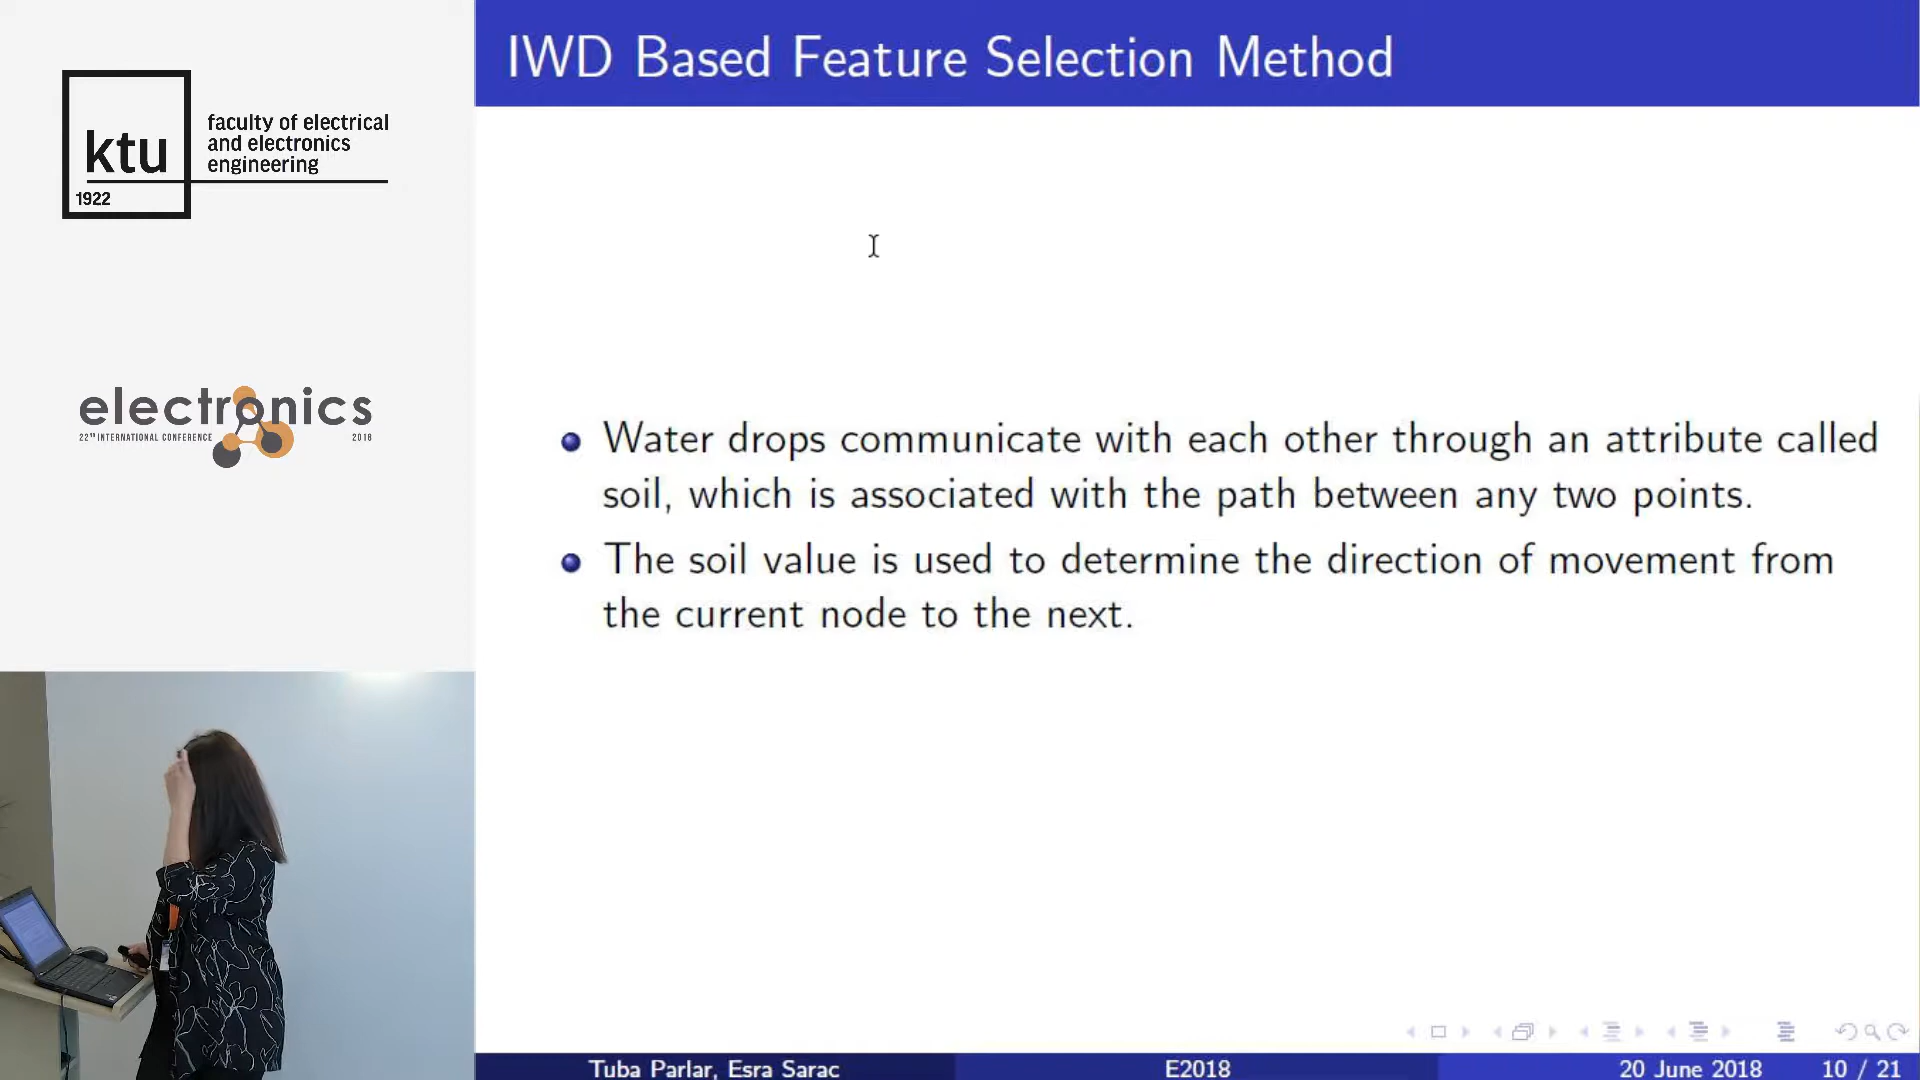 IWD Based Feature Selection Method
ktu
1922
faculty of electrical
and electronics
engineering
electronics
22nd INTERNATIONAL CONFERENCE 2018
Water drops communicate with each other through an attribute called
soil, which is associated with the path between any two points.
The soil value is used to determine the direction of movement from
the current node to the next.
Tuba Parlar, Esra Sarac E2018 20 June 2018 10 / 21